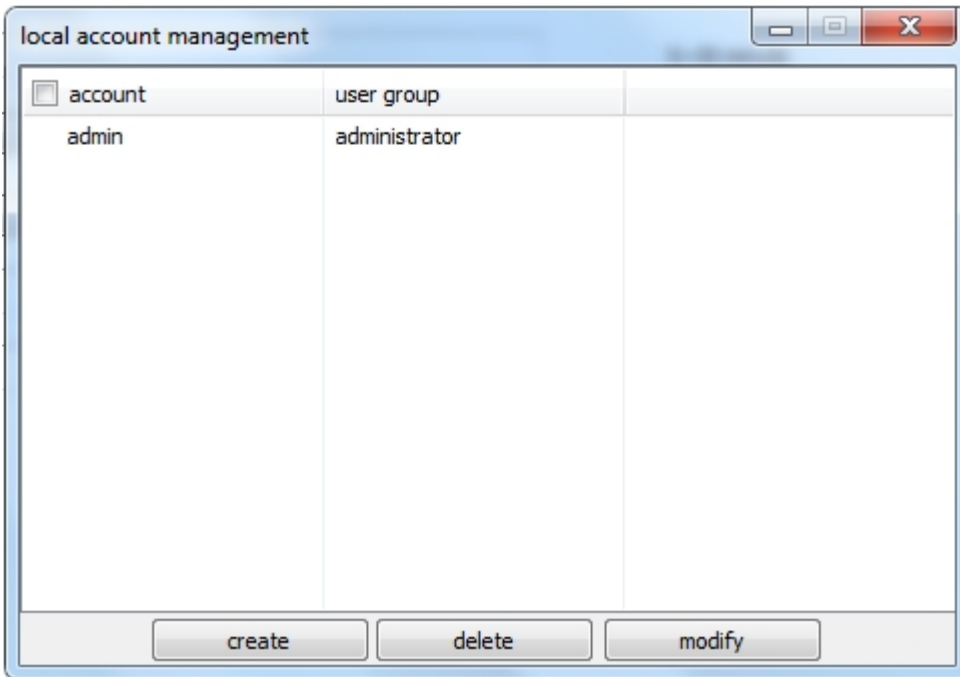 local account management
account user group
admin administrator
create delete modify